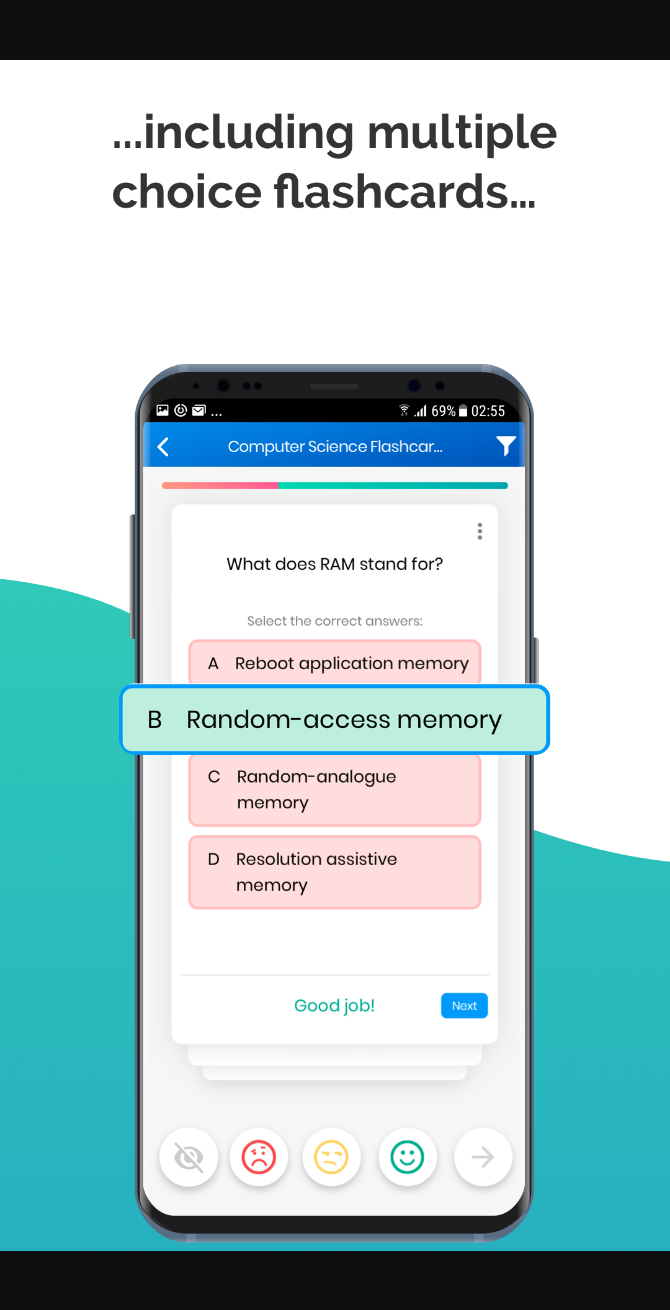 ...including multiple
choice flashcards...
... 69% 02:55
Computer Science Flashcar...
What does RAM stand for?
Select the correct answers:
A Reboot application memory
B Random-access memory
C Random-analogue
memory
D Resolution assistive
memory
Good job! Next